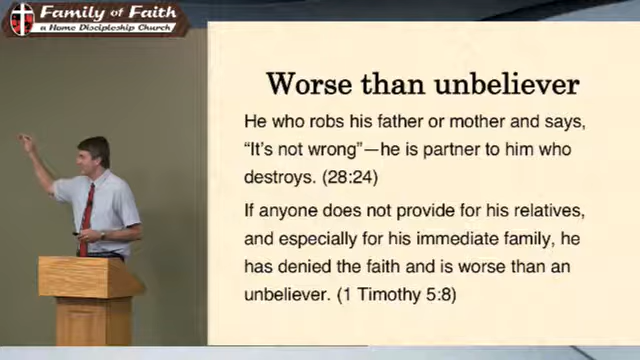 Family of Faith
a Home Discipleship Church
Worse than unbeliever
He who robs his father or mother and says,
“It's not wrong”—he is partner to him who
destroys. (28:24)
If anyone does not provide for his relatives,
and especially for his immediate family, he
has denied the faith and is worse than an
unbeliever. (1 Timothy 5:8)